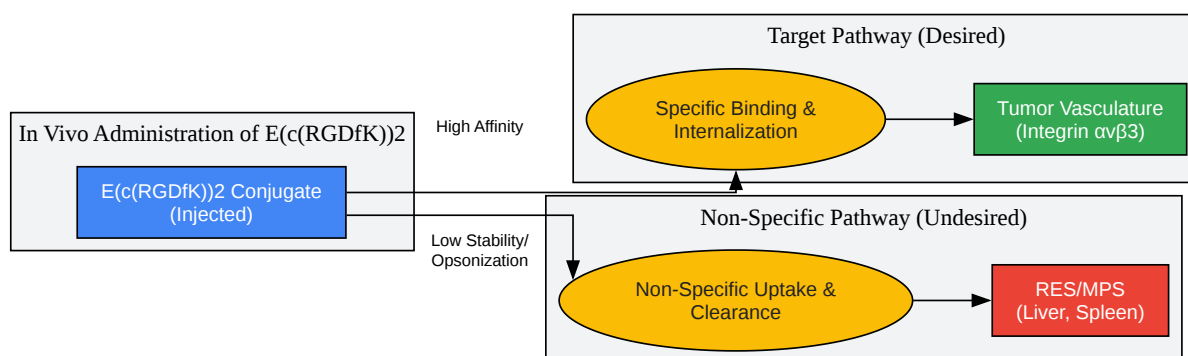 Target Pathway (Desired)
Specific Binding &
Internalization
Tumor Vasculature
(Integrin αvβ3)
In Vivo Administration of E(c(RGDfK))2
High Affinity
E(c(RGDfK))2 Conjugate
(Injected)
Low Stability/
Opsonization
Non-Specific Pathway (Undesired)
Non-Specific Uptake &
Clearance
RES/MPS
(Liver, Spleen)